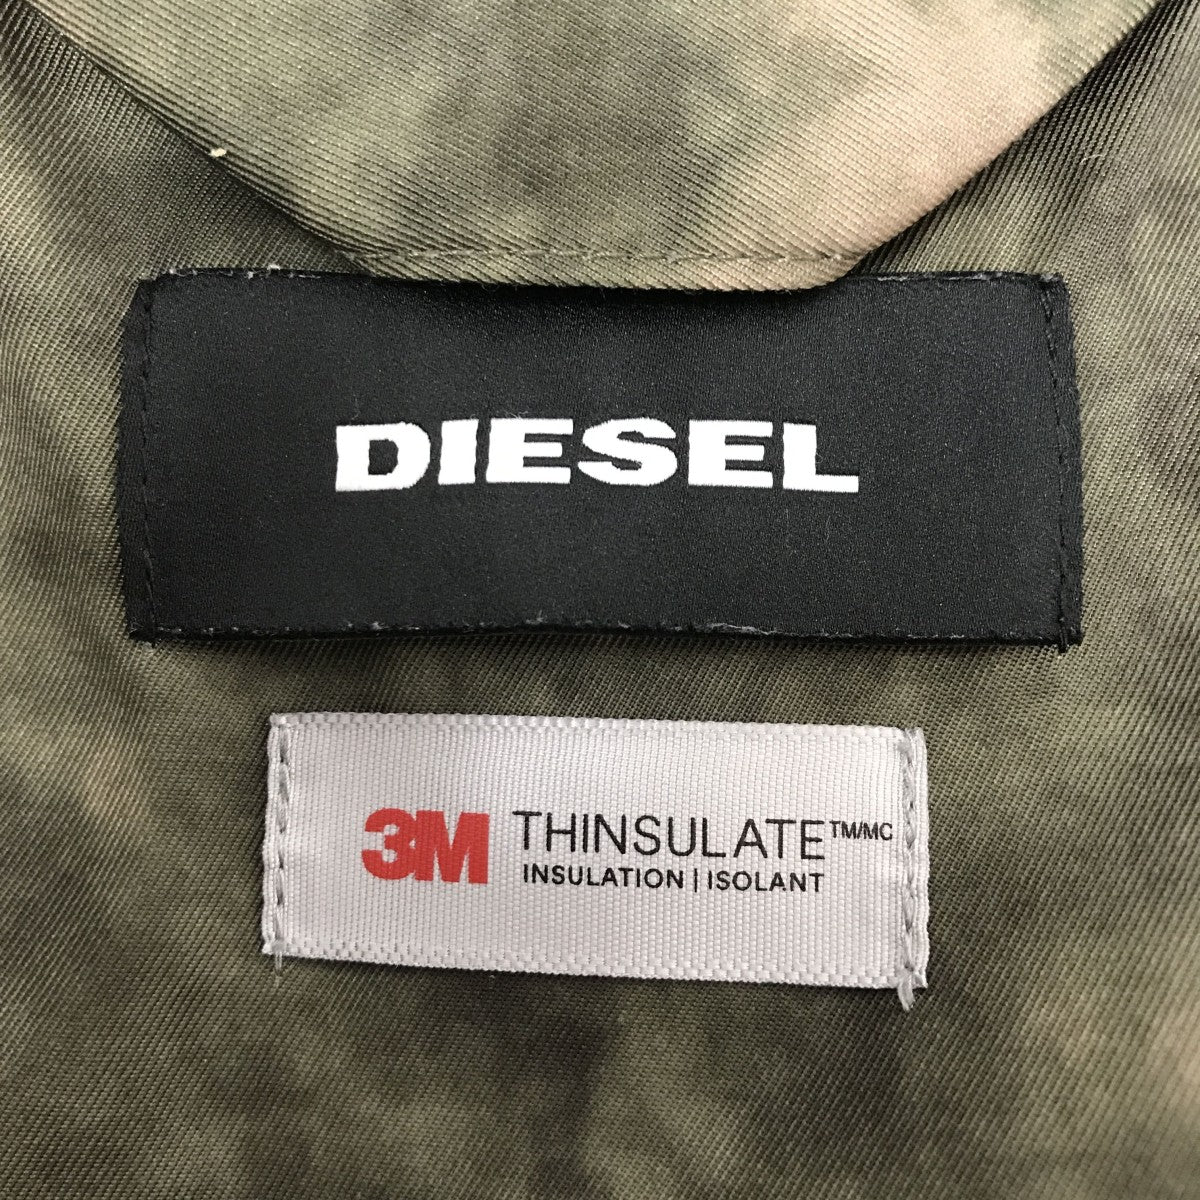 DIESEL
3M THINSULATE™/MC
INSULATION | ISOLANT